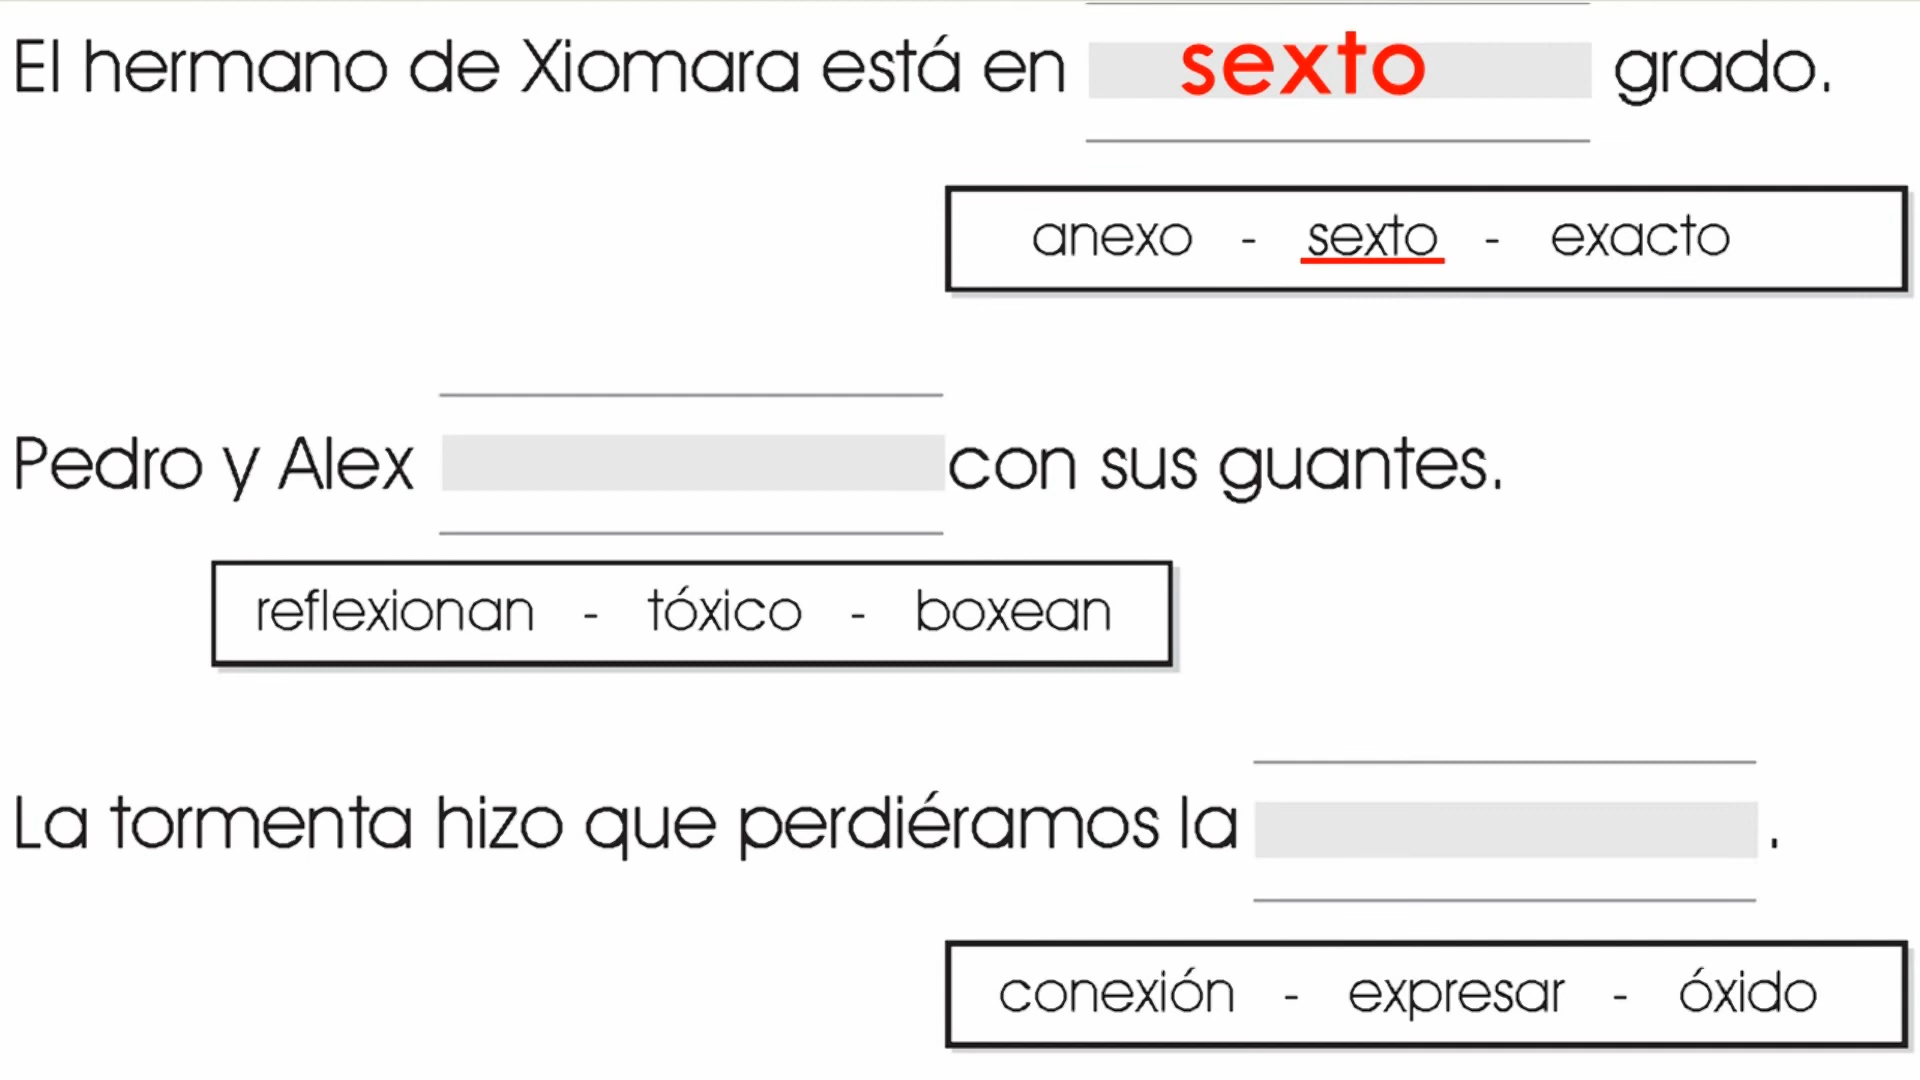 El hermano de Xiomara está en sexto grado.
anexo - sexto - exacto
Pedro y Alex con sus guantes.
reflexionan - tóxico - boxean
La tormenta hizo que perdiéramos la .
conexión - expresar - óxido